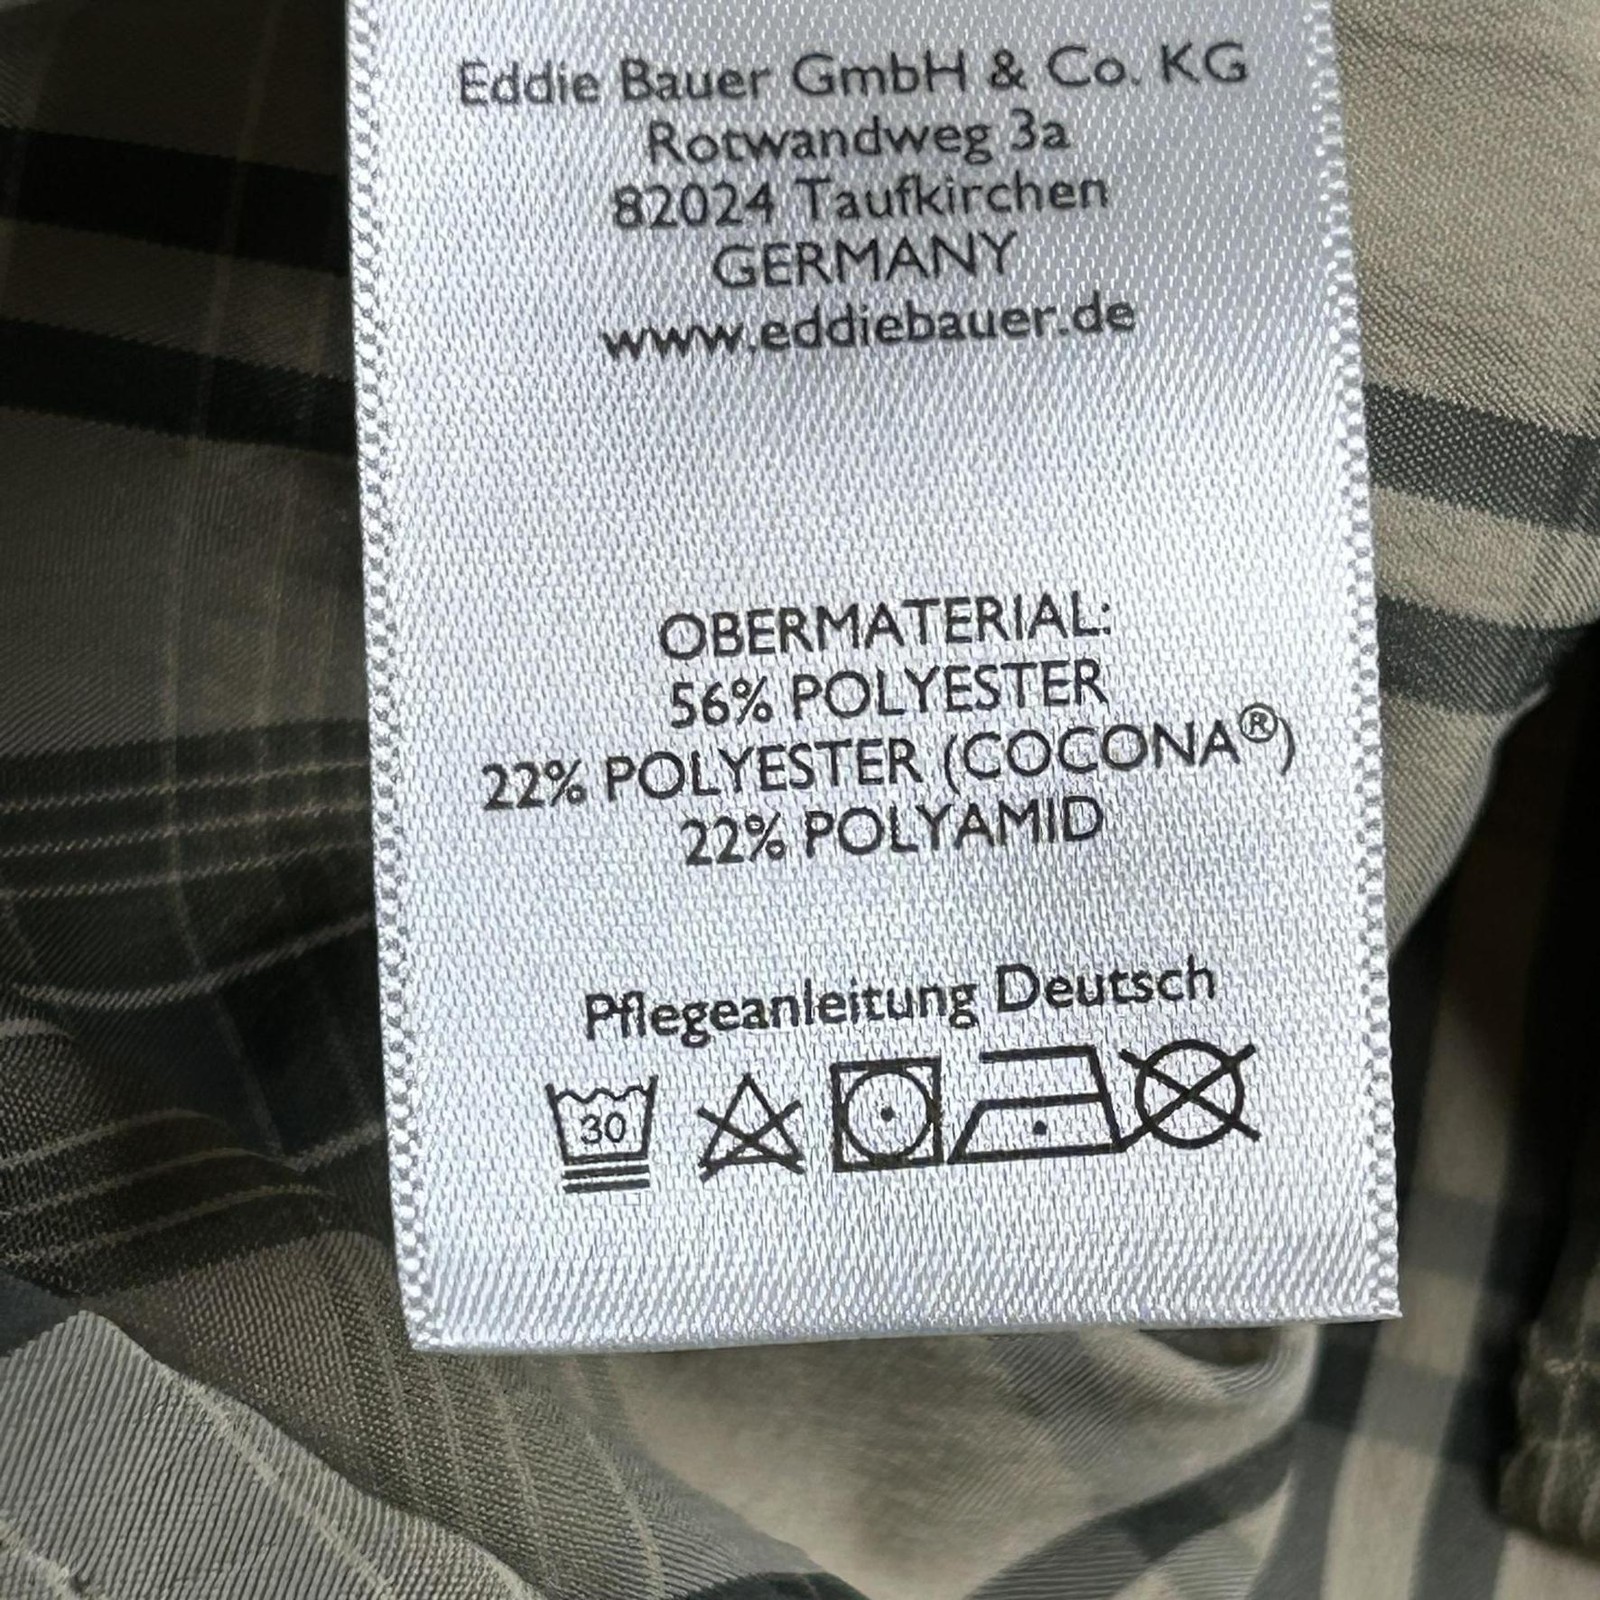 Eddie Bauer GmbH & Co. KG
Rotwandweg 3a
82024 Taufkirchen
GERMANY
www.eddiebauer.de
OBERMATERIAL:
56% POLYESTER
22% POLYESTER (COCONA®)
22% POLYAMID
Pflegeanleitung Deutsch
30